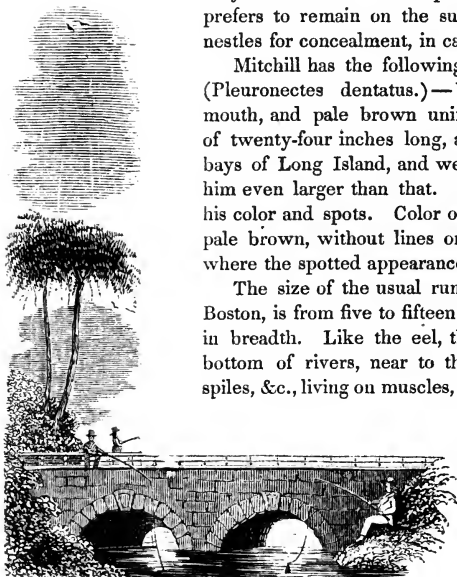 prefers to remain on the su
nestles for concealment, in ca
Mitchill has the following
(Pleuronectes dentatus.)—
mouth, and pale brown uni
of twenty-four inches long, a
bays of Long Island, and we
him even larger than that.
his color and spots. Color o
pale brown, without lines or
where the spotted appearance
The size of the usual run
Boston, is from five to fifteen
in breadth. Like the eel, th
bottom of rivers, near to th
spiles, &c., living on muscles,